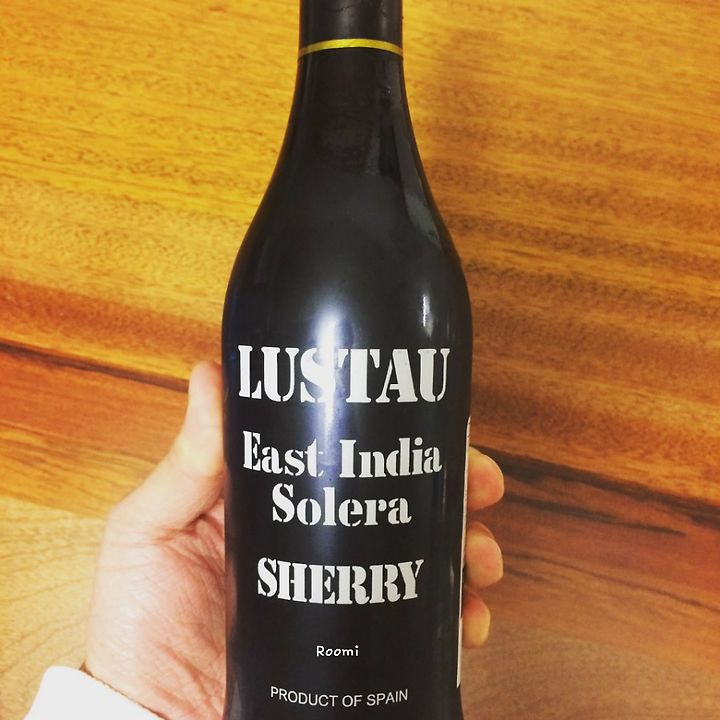 LUSTAU
East India
Solera
SHERRY
Roomi
PRODUCT OF SPAIN